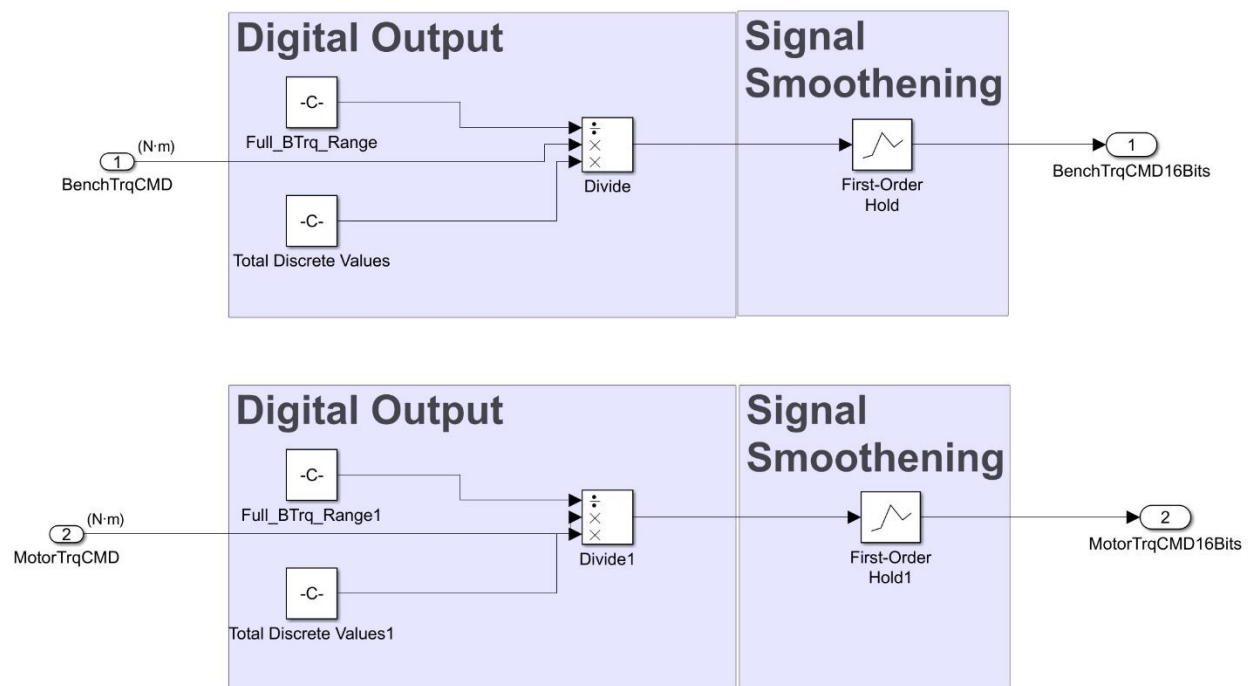 Digital Output
Signal
Smoothening
-C-
Full_BTrq_Range
(N·m)
1
BenchTrqCMD
÷
×
×
Divide
First-Order
Hold
1
BenchTrqCMD16Bits
-C-
Total Discrete Values
Digital Output
Signal
Smoothening
-C-
Full_BTrq_Range1
(N·m)
2
MotorTrqCMD
÷
×
×
Divide1
First-Order
Hold1
2
MotorTrqCMD16Bits
-C-
Total Discrete Values1